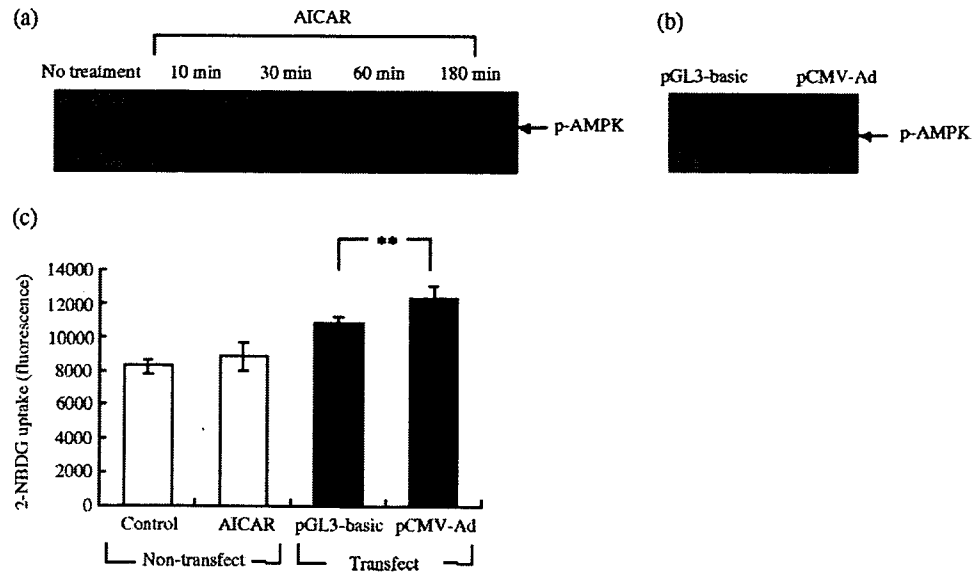 (a)
AICAR
No treatment 10 min 30 min 60 min 180 min
p-AMPK
(b)
pGL3-basic pCMV-Ad
p-AMPK
(c)
**
2-NBDG uptake (fluorescence)
14000
12000
10000
8000
6000
4000
2000
0
Control AICAR pGL3-basic pCMV-Ad
Non-transfect Transfect